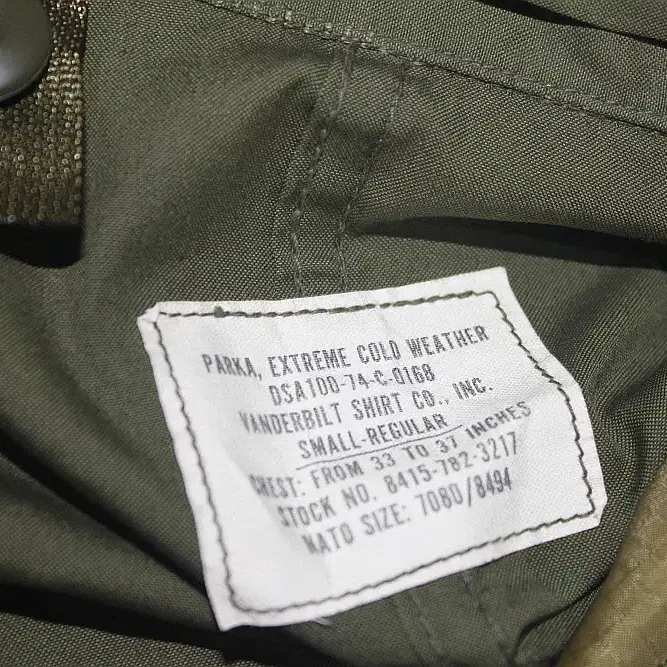 PARKA, EXTREME COLD WEATHER
DSA100-74-C-0168
VANDERBILT SHIRT CO., INC.
SMALL-REGULAR
CHEST: FROM 33 TO 37 INCHES
STOCK NO. 8415-782-3217
NATO SIZE: 7080/8494